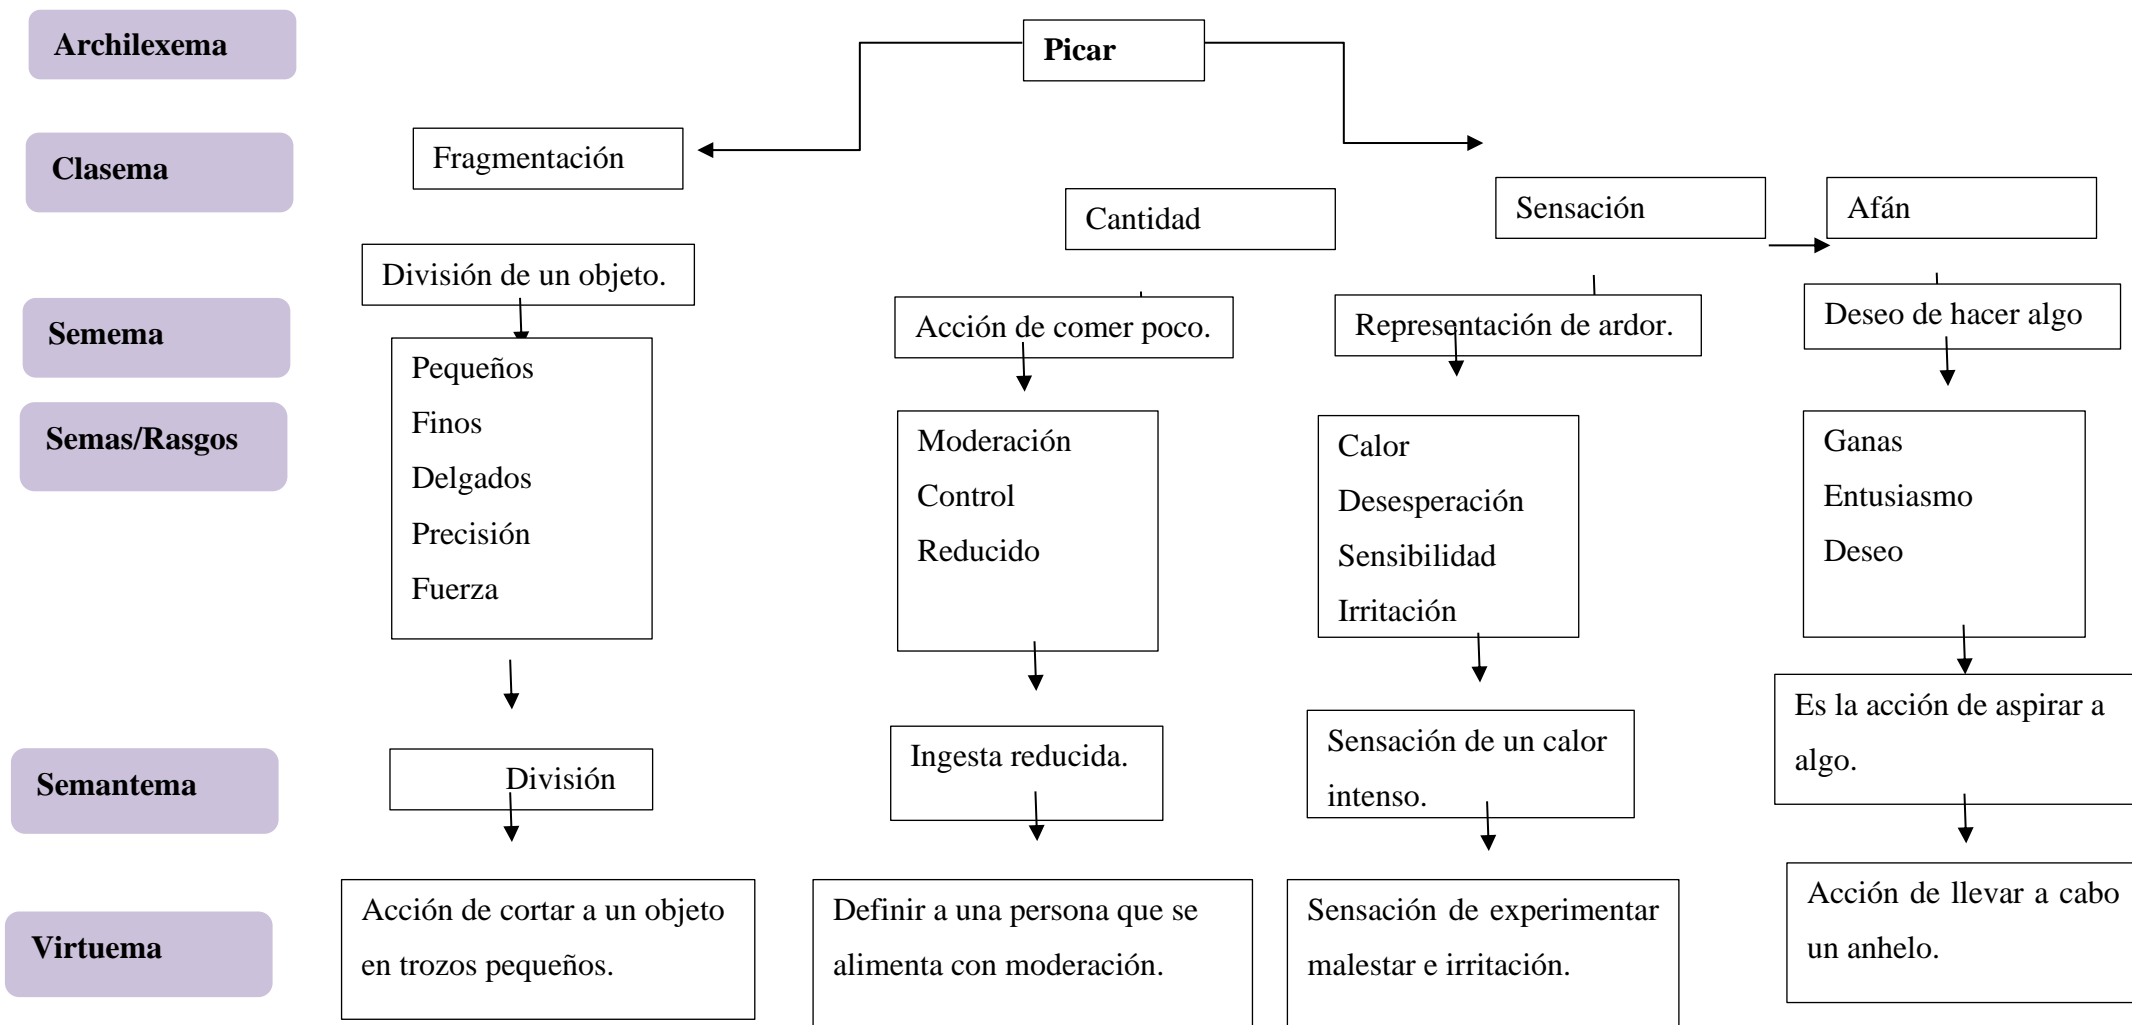 Archilexema
Picar
Clasema
Fragmentación
Cantidad
Sensación
Afán
Semema
División de un objeto.
Acción de comer poco.
Representación de ardor.
Deseo de hacer algo
Semas/Rasgos
Pequeños
Finos
Delgados
Precisión
Fuerza
Moderación
Control
Reducido
Calor
Desesperación
Sensibilidad
Irritación
Ganas
Entusiasmo
Deseo
Semantema
División
Ingesta reducida.
Sensación de un calor
intenso.
Es la acción de aspirar a
algo.
Virtuema
Acción de cortar a un objeto
en trozos pequeños.
Definir a una persona que se
alimenta con moderación.
Sensación de experimentar
malestar e irritación.
Acción de llevar a cabo
un anhelo.